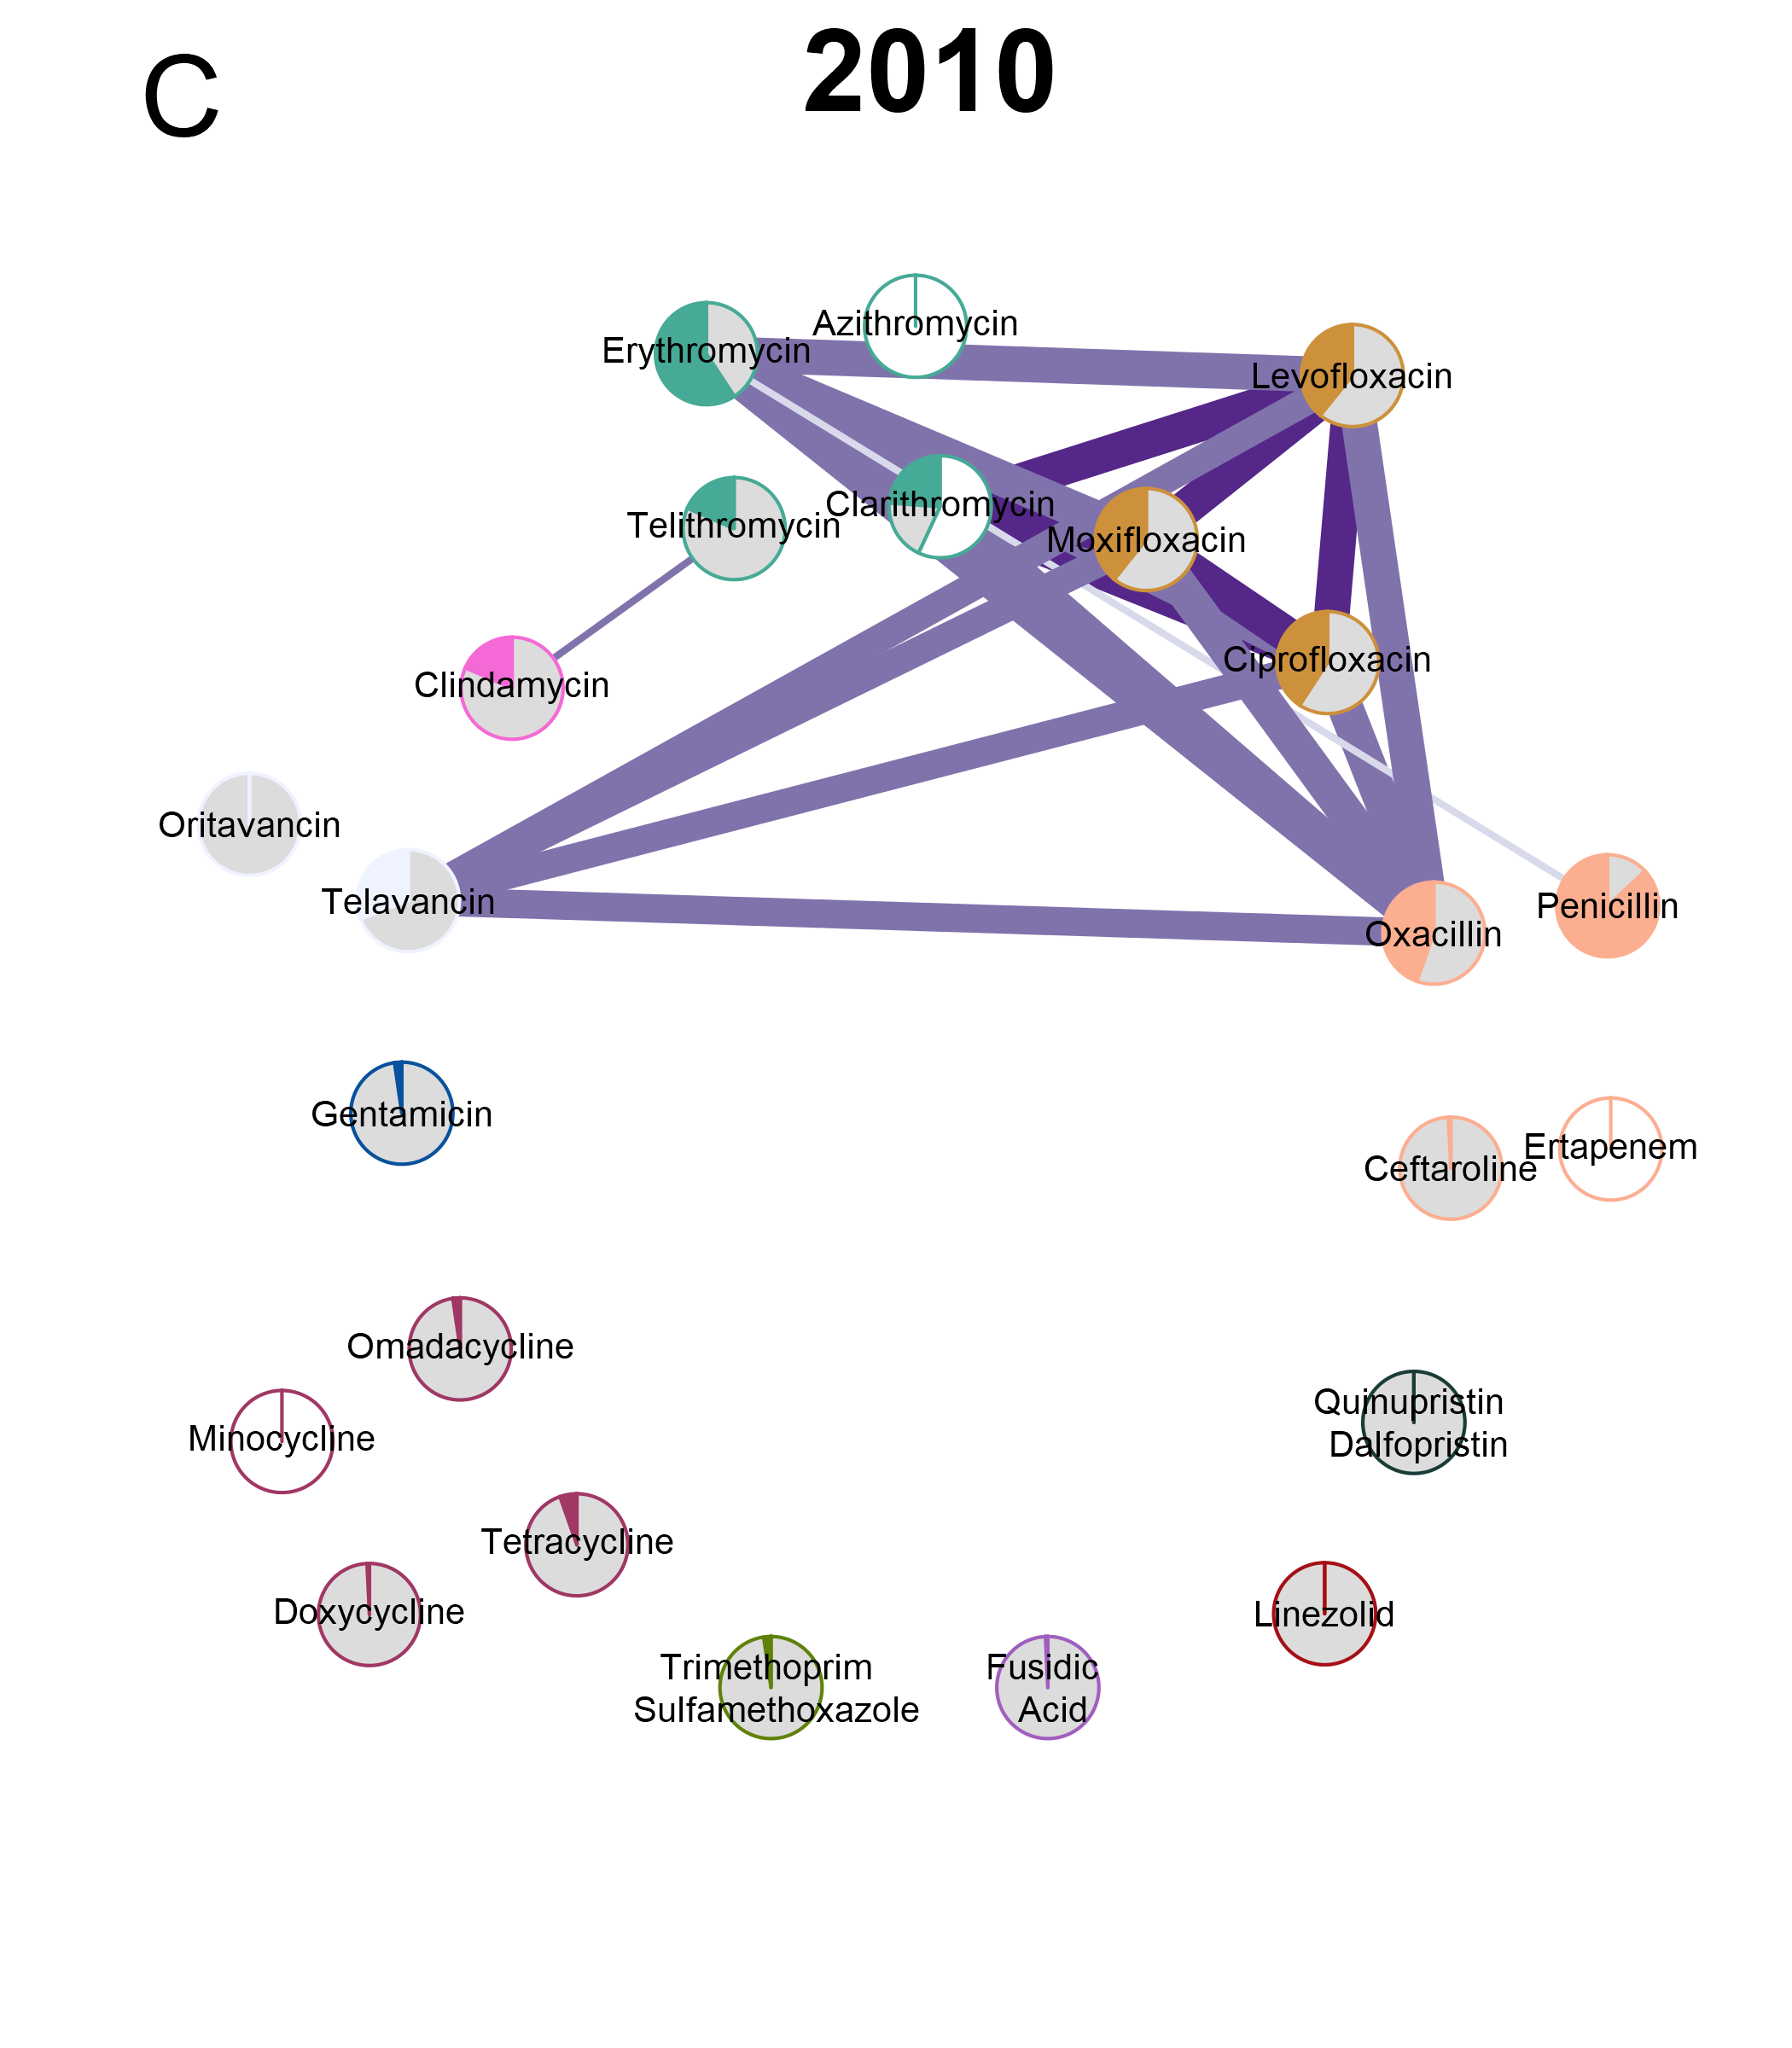 C
2010
Azithromycin
Erythromycin
Levofloxacin
Clarithromycin
Telithromycin
Moxifloxacin
Ciprofloxacin
Clindamycin
Oritavancin
Telavancin
Penicillin
Oxacillin
Gentamicin
Ertapenem
Ceftaroline
Omadacycline
Quinupristin
Dalfopristin
Minocycline
Tetracycline
Doxycycline
Linezolid
Trimethoprim
Sulfamethoxazole
Fusidic
Acid